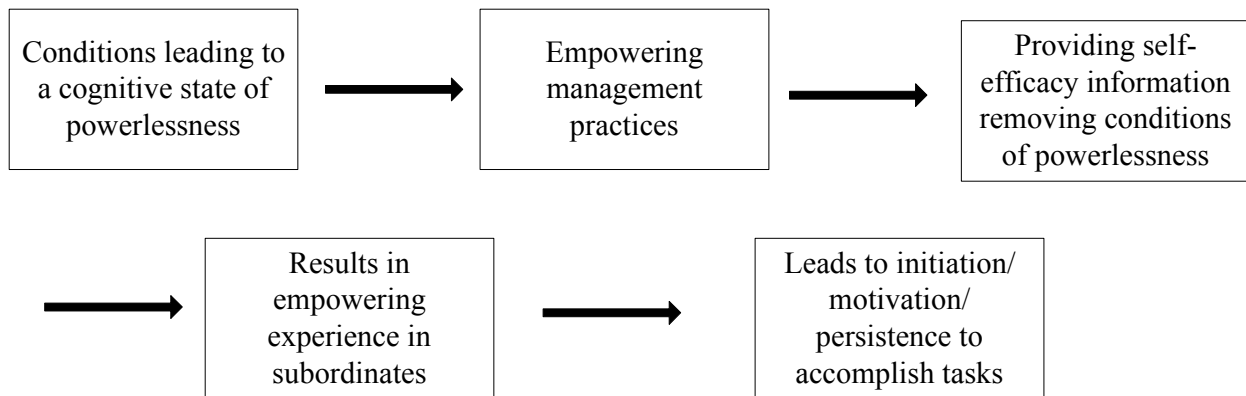 Conditions leading to
a cognitive state of
powerlessness
Empowering
management
practices
Providing self-
efficacy information
removing conditions
of powerlessness
Results in
empowering
experience in
subordinates
Leads to initiation/
motivation/
persistence to
accomplish tasks